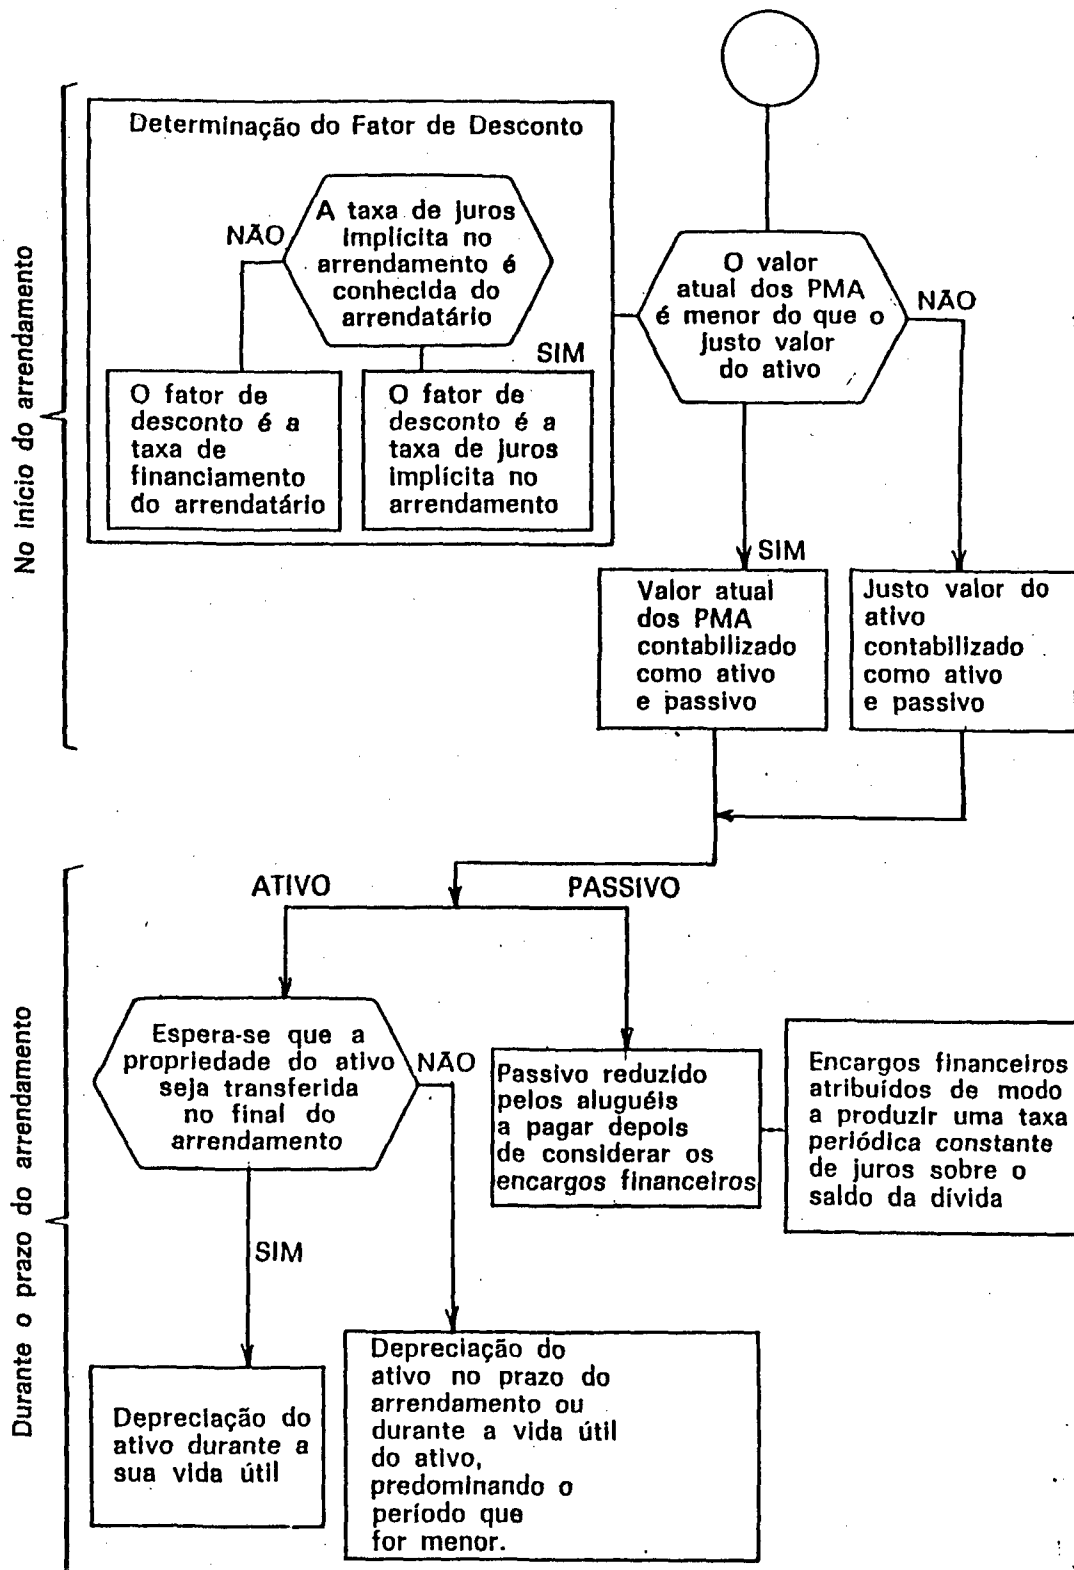 No início do arrendamento
Determinação do Fator de Desconto
A taxa de juros
implícita no
arrendamento é
conhecida do
arrendatário
NÃO
SIM
O fator de
desconto é a
taxa de
financiamento
do arrendatário
O fator de
desconto é a
taxa de juros
implícita no
arrendamento
O valor
atual dos PMA
é menor do que o
justo valor
do ativo
NÃO
SIM
Valor atual
dos PMA
contabilizado
como ativo
e passivo
Justo valor do
ativo
contabilizado
como ativo
e passivo
Durante o prazo do arrendamento
ATIVO
PASSIVO
Espera-se que a
propriedade do ativo
seja transferida
no final do
arrendamento
NÃO
SIM
Passivo reduzido
pelos aluguéis
a pagar depois
de considerar os
encargos financeiros
Encargos financeiros
atribuídos de modo
a produzir uma taxa
periódica constante
de juros sobre o
saldo da dívida
Depreciação do
ativo durante a
sua vida útil
Depreciação do
ativo no prazo do
arrendamento ou
durante a vida útil
do ativo,
predominando o
período que
for menor.